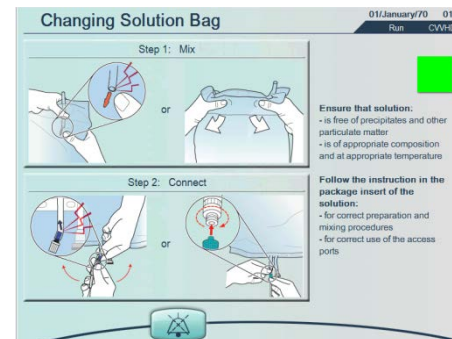 Changing Solution Bag
01/January/70 01
Run CVVH
Step 1: Mix
or
Ensure that solution:
- is free of precipitates and other
particulate matter
- is of appropriate composition
and at appropriate temperature
Step 2: Connect
or
Follow the instruction in the
package insert of the
solution:
- for correct preparation and
mixing procedures
- for correct use of the access
ports